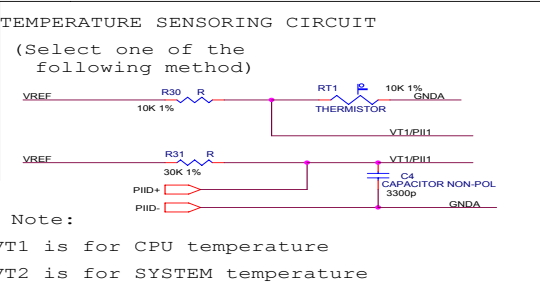 TEMPERATURE SENSORING CIRCUIT
(Select one of the
following method)
R30 R RT1 10K 1%
VREF GNDA
10K 1% THERMISTOR
VT1/PII1
R31 R
VREF VT1/PII1
30K 1% C4
CAPACITOR NON-POL
PIID+ 3300p
PIID- GNDA
Note:
VT1 is for CPU temperature
VT2 is for SYSTEM temperature